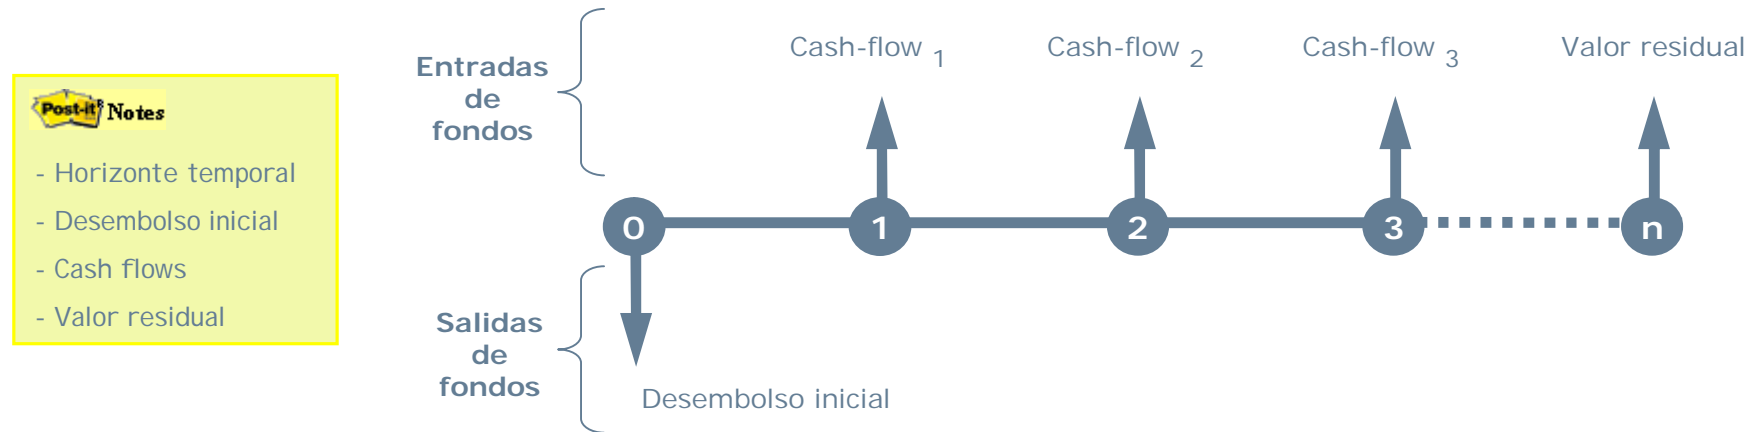 Post-it® Notes
- Horizonte temporal
- Desembolso inicial
- Cash flows
- Valor residual
Entradas
de
fondos
Cash-flow 1
Cash-flow 2
Cash-flow 3
Valor residual
0
1
2
3
n
Salidas
de
fondos
Desembolso inicial